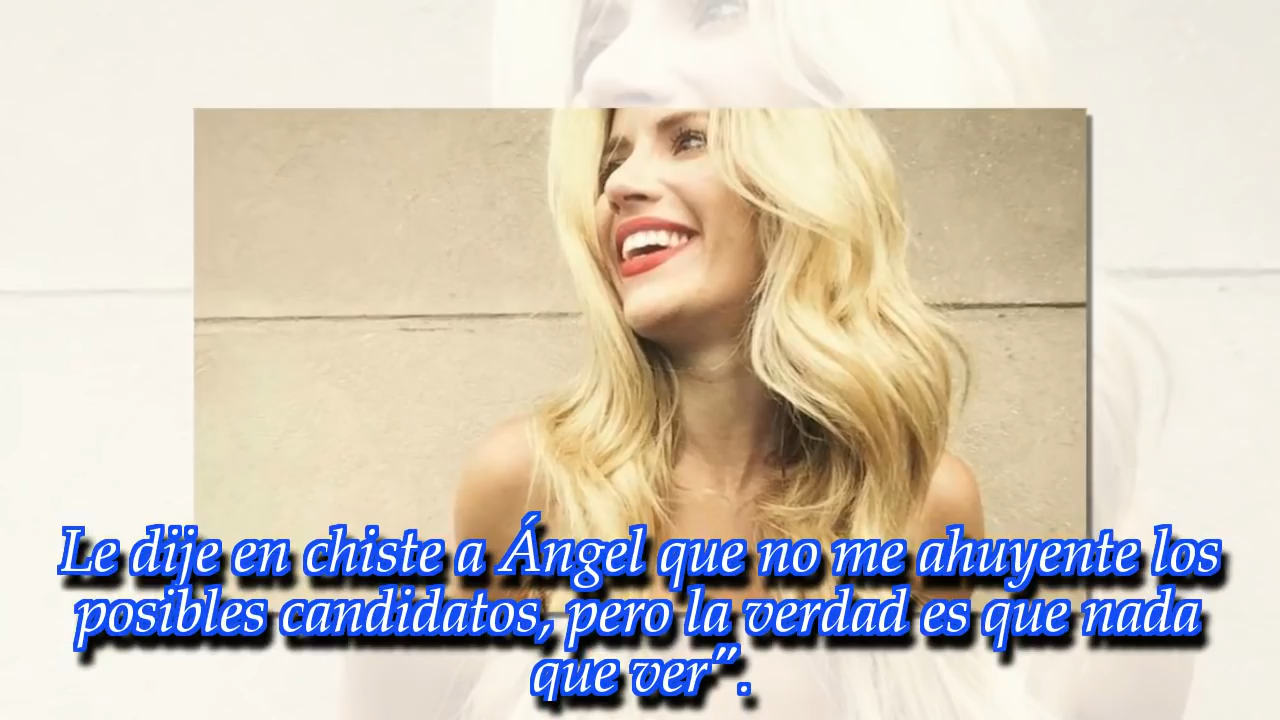 Le dije en chiste a Ángel que no me ahuyente los
posibles candidatos, pero la verdad es que nada
que ver”.